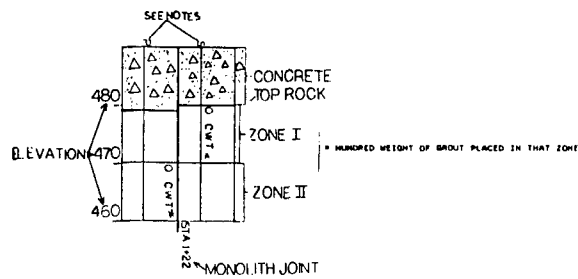 SEE NOTES
CONCRETE
TOP ROCK
480
0 CWT*
ZONE I
ELEVATION
470
* HUNDRED WEIGHT OF GROUT PLACED IN THAT ZONE
0 CWT*
ZONE II
460
STA 1+22
MONOLITH JOINT